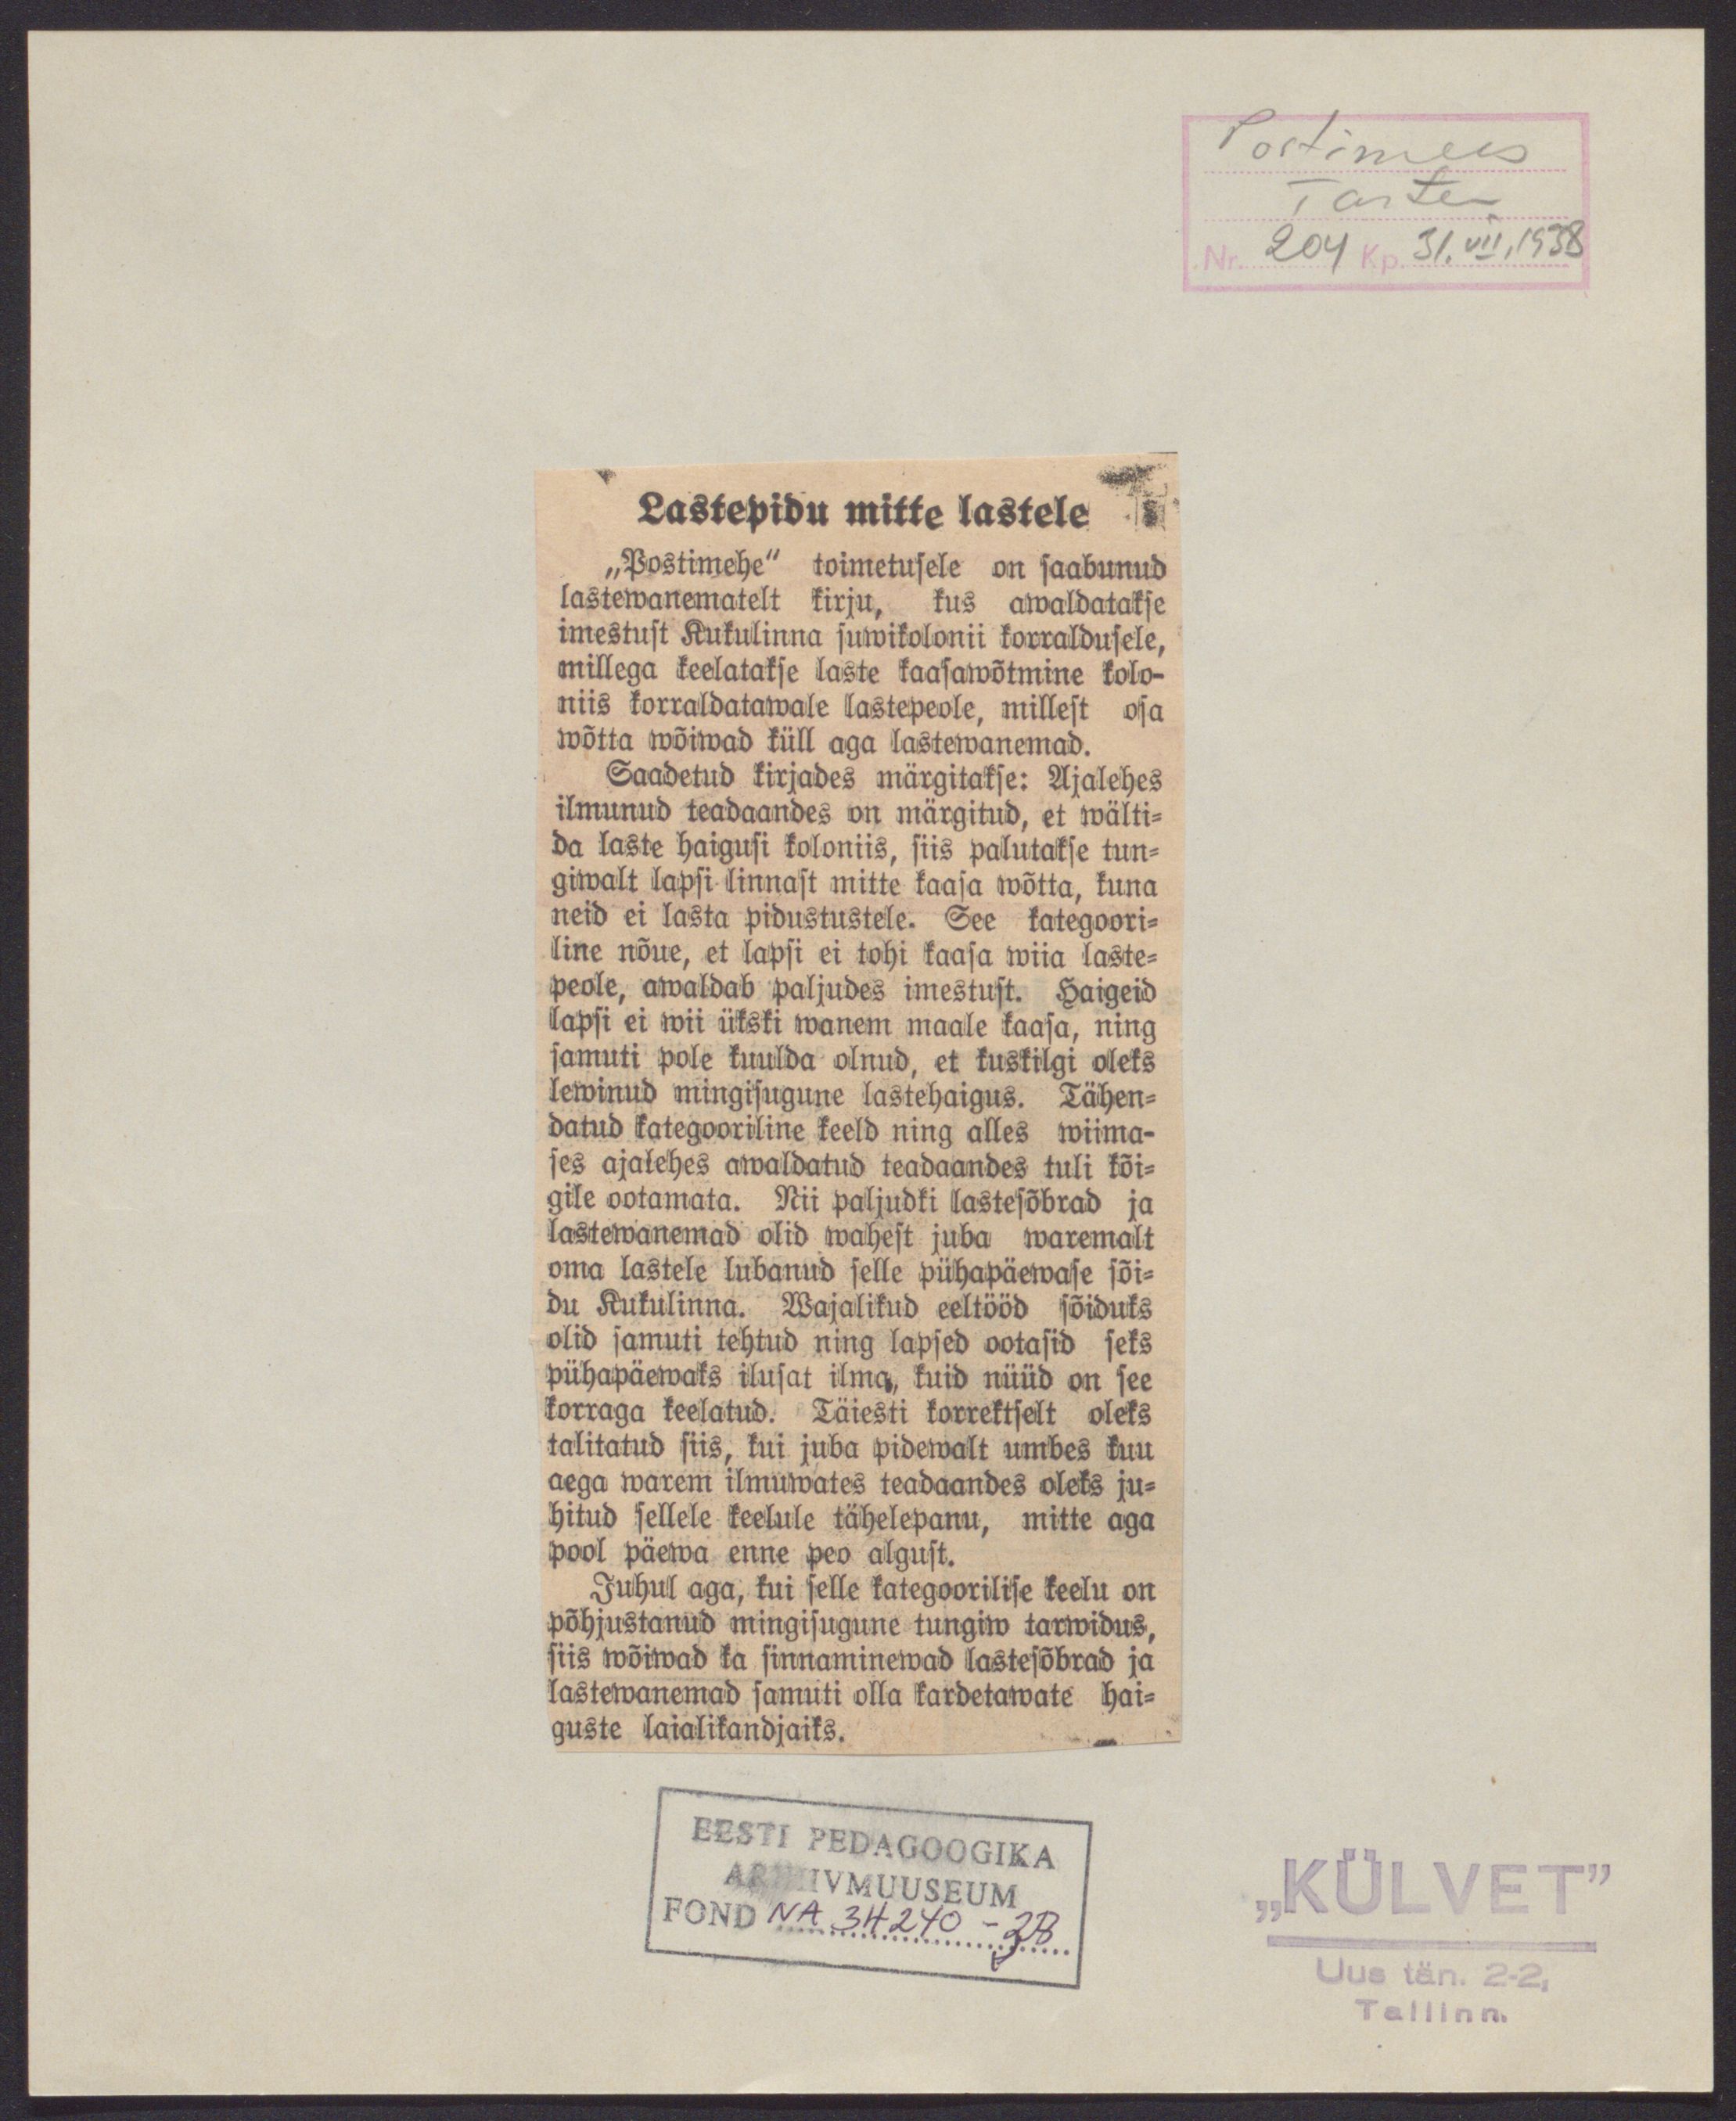 Postimees
Tartu
Nr. 204 Kp. 31.VII.1938
Lastepidu mitte lastele
„Postimehe“ toimetusele on saabunud
lastewanematelt kirju, kus awaldatakse
imestust Kukulinna suwikolonii korraldusele,
millega keelatakse laste kaasawõtmine kolo-
niis korraldatawale lastepeole, millest osa
wõtta wõiwad küll aga lastewanemad.
Saadetud kirjades märgitakse: Ajalehes
ilmunud teadaandes on märgitud, et wälti-
da laste haigusi koloniis, siis palutakse tun-
giwalt lapsi linnast mitte kaasa wõtta, kuna
neid ei lasta pidustustele. See kategoori-
line nõue, et lapsi ei tohi kaasa wiia laste-
peole, awaldab paljudes imestust. Haigeid
lapsi ei wii ükski wanem maale kaasa, ning
samuti pole kuulda olnud, et kuskilgi oleks
lewinud mingisugune lastehaigus. Tähen-
datud kategooriline keeld ning alles wiima-
ses ajalehes awaldatud teadaandes tuli kõi-
gile ootamata. Nii paljudki lastesõbrad ja
lastewanemad olid wahest juba waremalt
oma lastele lubanud selle pühapäewase sõi-
du Kukulinna. Wajalikud eeltööd sõiduks
olid samuti tehtud ning lapsed ootasid seks
pühapäewaks ilusat ilma, kuid nüüd on see
korraga keelatud. Täiesti korrektselt oleks
talitatud siis, kui juba pidewalt umbes kuu
aega warem ilmuwates teadaandes oleks ju-
hitud sellele keelule tähelepanu, mitte aga
pool päewa enne peo algust.
Juhul aga, kui selle kategoorilise keelu on
põhjustanud mingisugune tungiw tarwidus,
siis wõiwad ka sinnaminewad lastesõbrad ja
lastewanemad samuti olla kardetawate hai-
guste laialikandjaiks.
EESTI PEDAGOOGIKA
ARHIIVMUUSEUM
FOND NA 3H 240 -
„KÜLVET”
Uus tän. 2-2,
Tallinn.